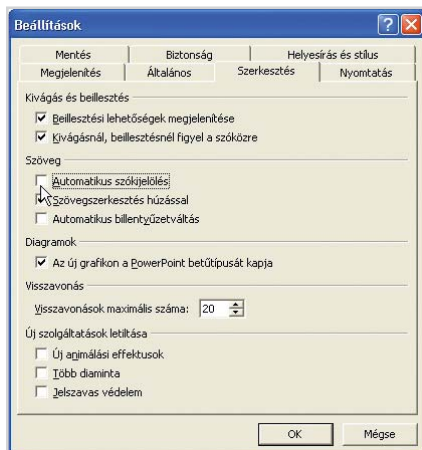 Beállítások
Mentés Biztonság Helyesírás és stílus
Megjelenítés Általános Szerkesztés Nyomtatás
Kivágás és beillesztés
Beillesztési lehetőségek megjelenítése
Kivágásnál, beillesztésnél figyel a szóközre
Szöveg
Automatikus szókijelölés
Szövegszerkesztés húzással
Automatikus billentyűzetváltás
Diagramok
Az új grafikon a PowerPoint betűtípusát kapja
Visszavonás
Visszavonások maximális száma: 20
Új szolgáltatások letiltása
Új animálási effektusok
Több diaminta
Jelszavas védelem
OK Mégse